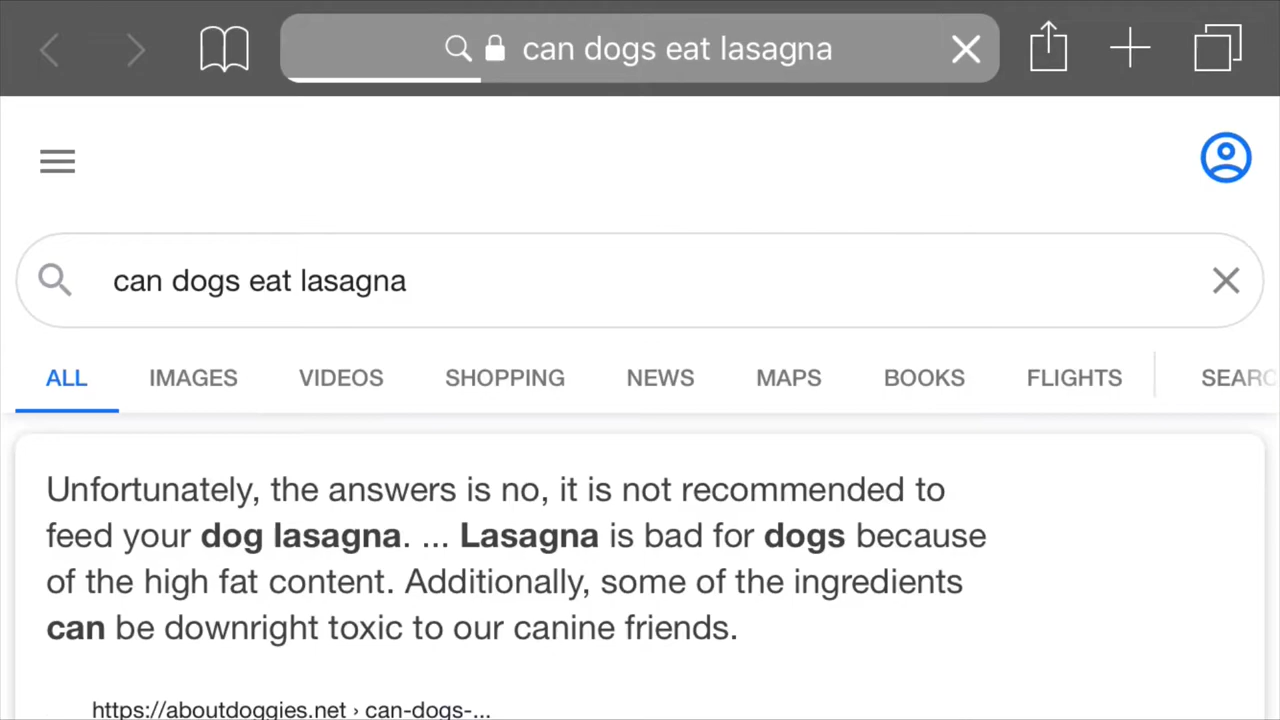 can dogs eat lasagna
can dogs eat lasagna
ALL IMAGES VIDEOS SHOPPING NEWS MAPS BOOKS FLIGHTS SEARC
Unfortunately, the answers is no, it is not recommended to
feed your dog lasagna. ... Lasagna is bad for dogs because
of the high fat content. Additionally, some of the ingredients
can be downright toxic to our canine friends.
https://aboutdoggies.net › can-dogs-...